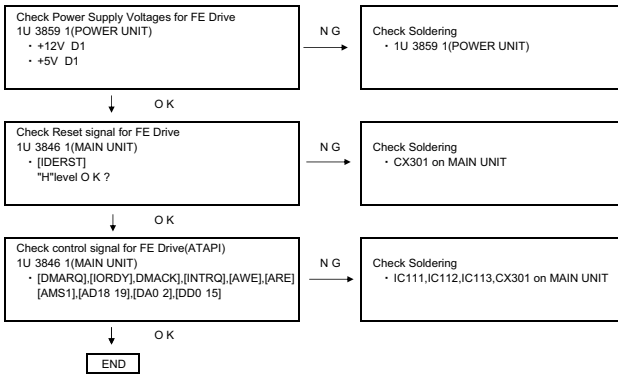 Check Power Supply Voltages for FE Drive
1U 3859 1(POWER UNIT)
・ +12V D1
・ +5V D1
N G
Check Soldering
・ 1U 3859 1(POWER UNIT)
O K
Check Reset signal for FE Drive
1U 3846 1(MAIN UNIT)
・ [IDERST]
"H"level O K ?
N G
Check Soldering
・ CX301 on MAIN UNIT
O K
Check control signal for FE Drive(ATAPI)
1U 3846 1(MAIN UNIT)
・ [DMARQ],[IORDY],DMACK],[INTRQ],[AWE],[ARE]
[AMS1],[AD18 19],[DA0 2],[DD0 15]
N G
Check Soldering
・ IC111,IC112,IC113,CX301 on MAIN UNIT
O K
END